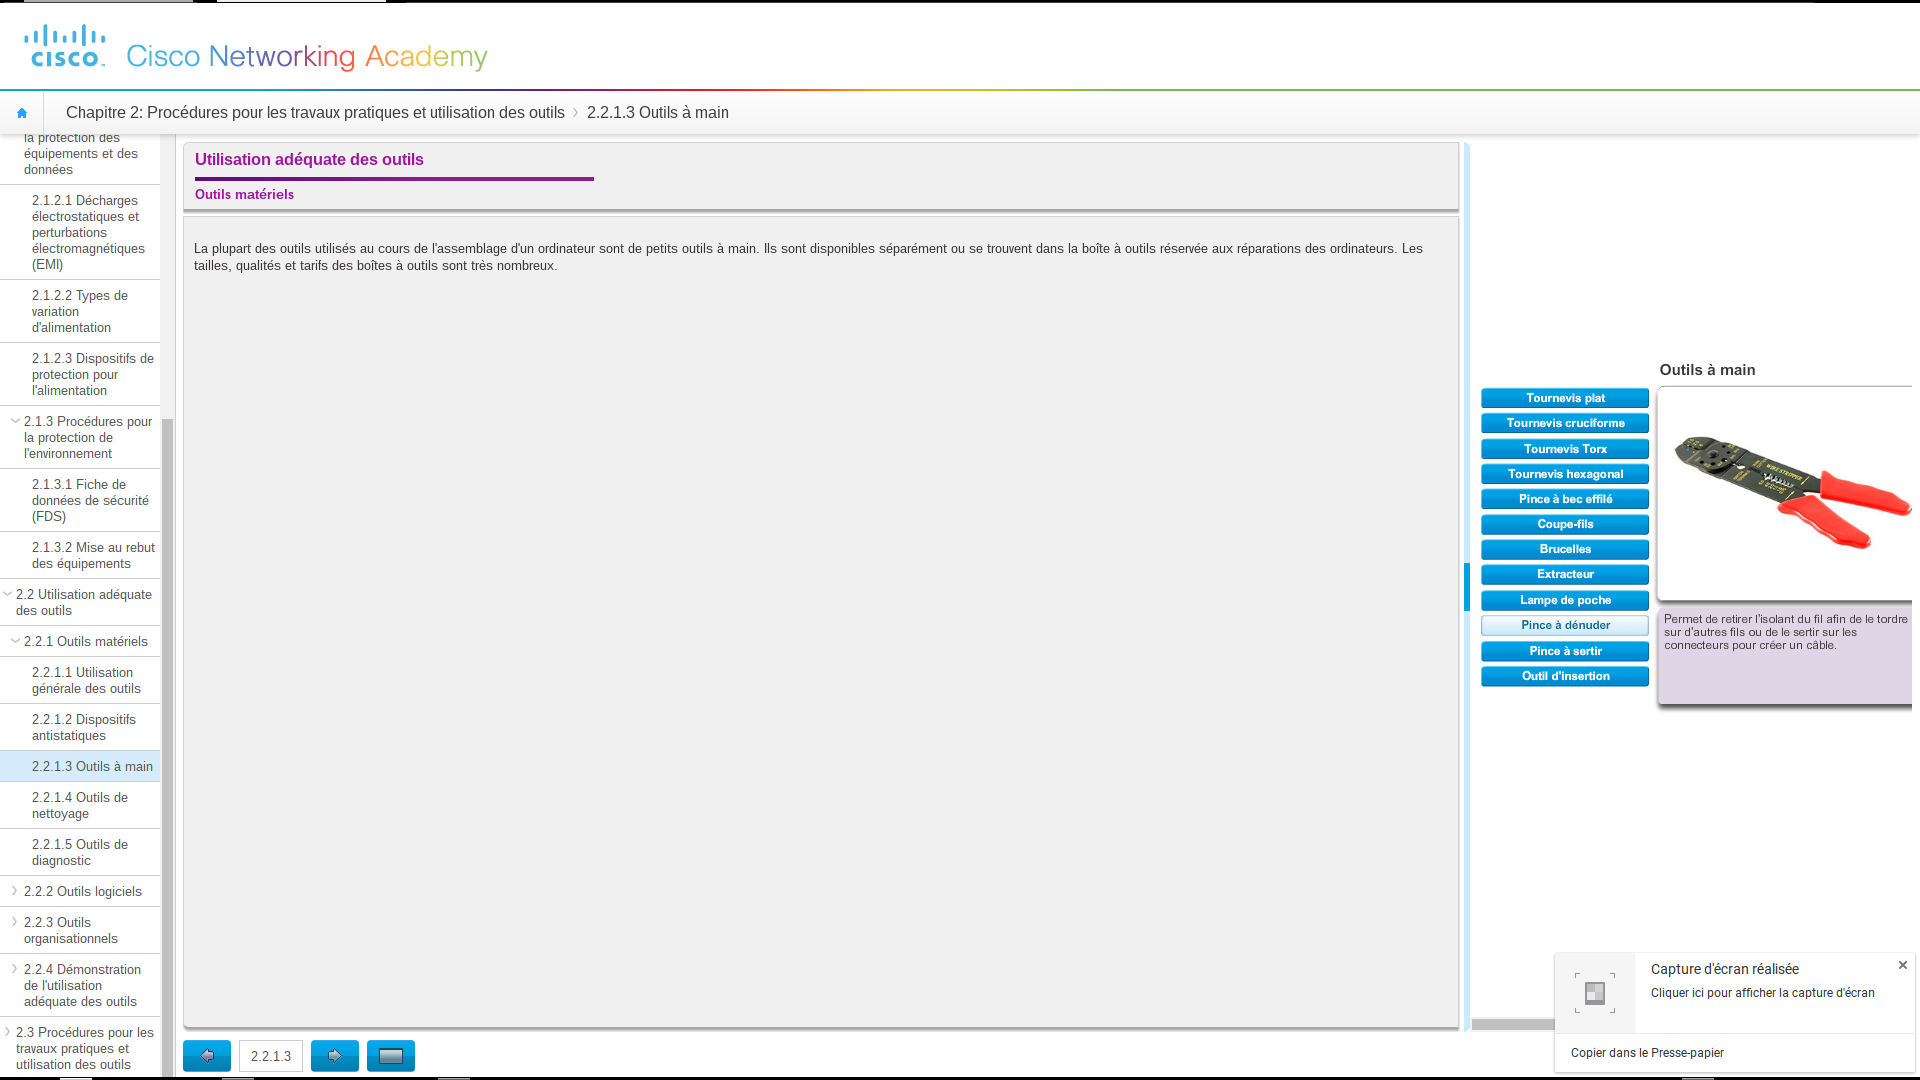 CISCO
Cisco Networking Academy
Chapitre 2: Procédures pour les travaux pratiques et utilisation des outils
2.2.1.3 Outils à main
la protection des
équipements et des
données
2.1.2.1 Décharges
électrostatiques et
perturbations
électromagnétiques
(EMI)
2.1.2.2 Types de
variation
d'alimentation
2.1.2.3 Dispositifs de
protection pour
l'alimentation
2.1.3 Procédures pour
la protection de
l'environnement
2.1.3.1 Fiche de
données de sécurité
(FDS)
2.1.3.2 Mise au rebut
des équipements
2.2 Utilisation adéquate
des outils
2.2.1 Outils matériels
2.2.1.1 Utilisation
générale des outils
2.2.1.2 Dispositifs
antistatiques
2.2.1.3 Outils à main
2.2.1.4 Outils de
nettoyage
2.2.1.5 Outils de
diagnostic
2.2.2 Outils logiciels
2.2.3 Outils
organisationnels
2.2.4 Démonstration
de l'utilisation
adéquate des outils
2.3 Procédures pour les
travaux pratiques et
utilisation des outils
Utilisation adéquate des outils
Outils matériels
La plupart des outils utilisés au cours de l'assemblage d'un ordinateur sont de petits outils à main. Ils sont disponibles séparément ou se trouvent dans la boîte à outils réservée aux réparations des ordinateurs. Les
tailles, qualités et tarifs des boîtes à outils sont très nombreux.
2.2.1.3
Outils à main
Tournevis plat
Tournevis cruciforme
Tournevis Torx
Tournevis hexagonal
Pince à bec effilé
Coupe-fils
Brucelles
Extracteur
Lampe de poche
Pince à dénuder
Pince à sertir
Outil d'insertion
WIRE STRIPPER
Permet de retirer l'isolant du fil afin de le tordre
sur d'autres fils ou de le sertir sur les
connecteurs pour créer un câble.
Capture d'écran réalisée
Cliquer ici pour afficher la capture d'écran
Copier dans le Presse-papier